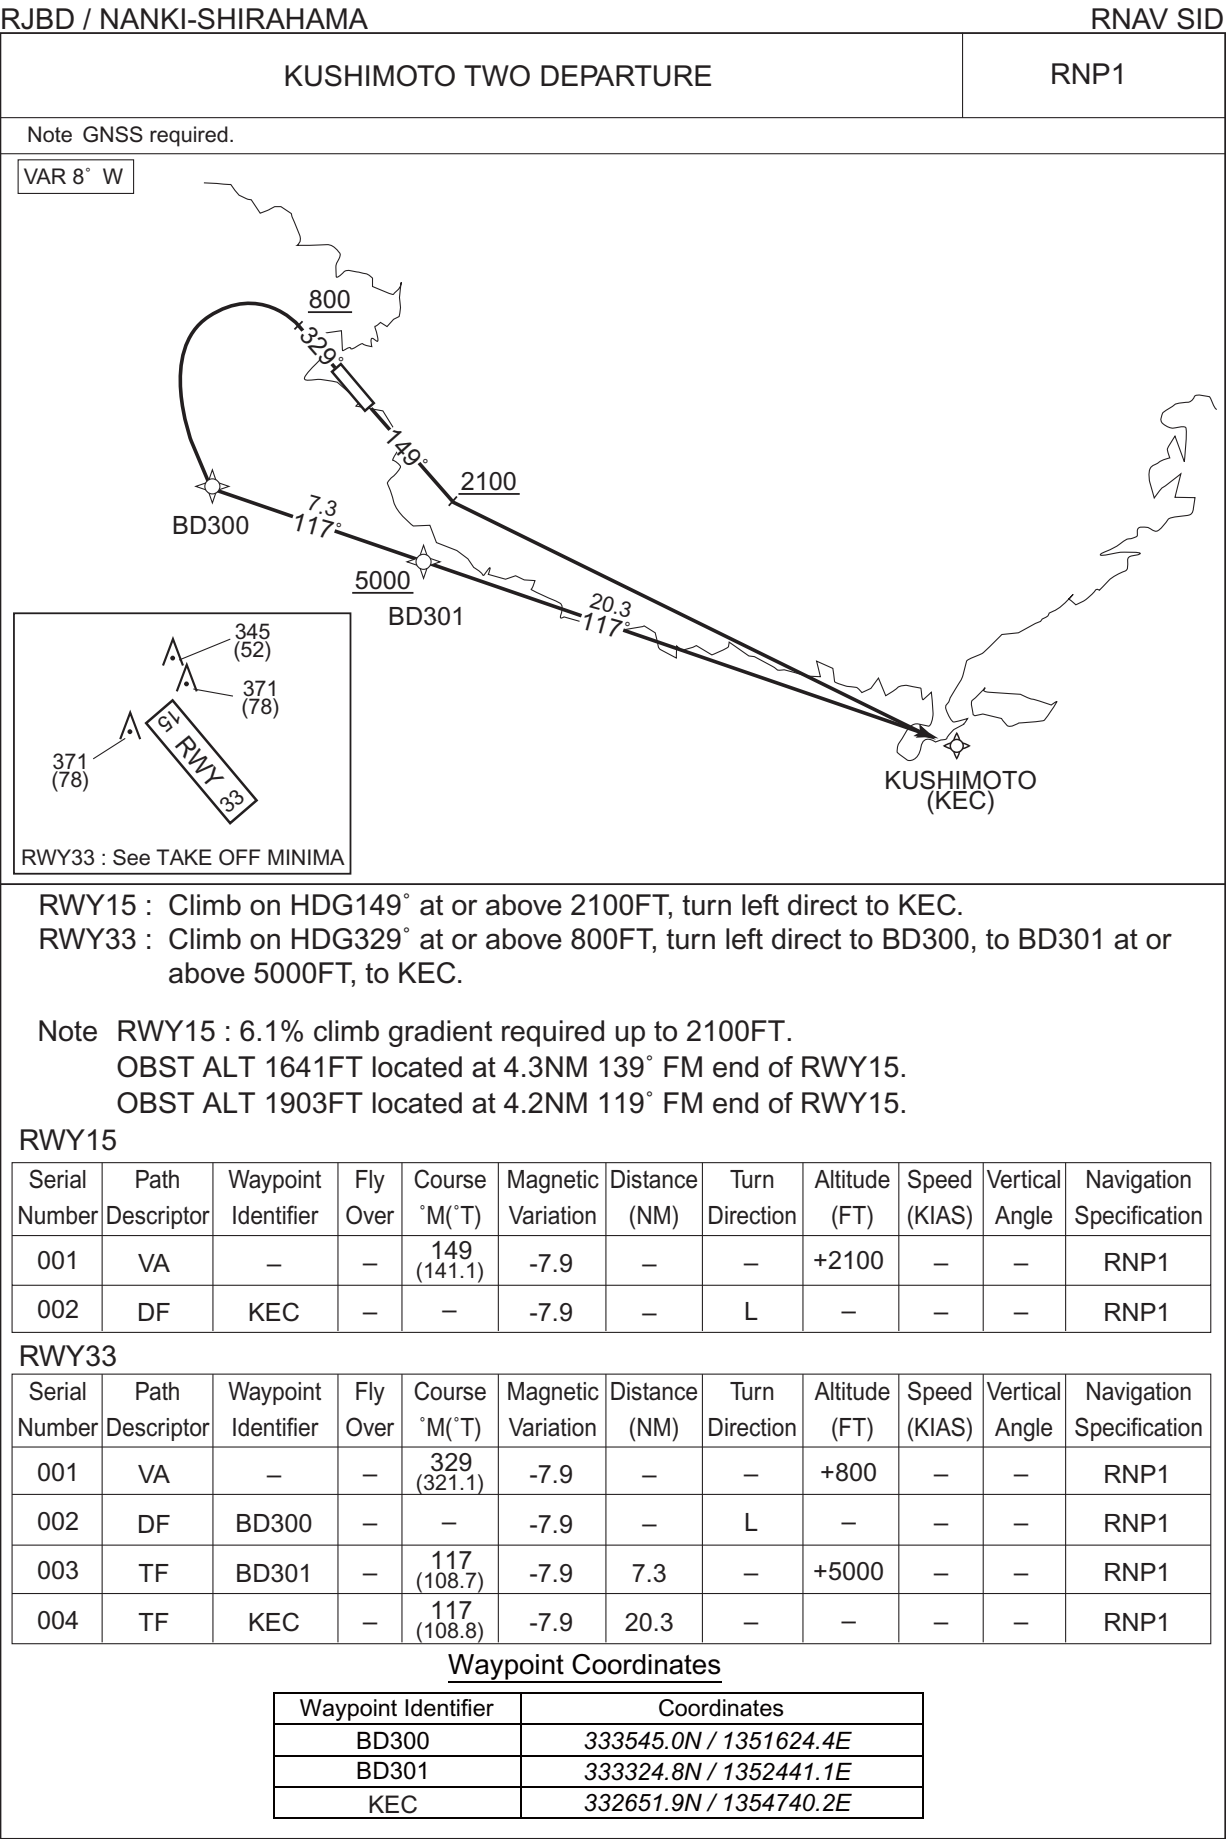 RJBD / NANKI-SHIRAHAMA RNAV SID
KUSHIMOTO TWO DEPARTURE RNP1
Note GNSS required.
VAR 8˚ W
800
329˚
149˚
2100
7.3
117˚
BD300
5000
BD301
20.3
117˚
KUSHIMOTO
(KEC)
345
(52)
371
(78)
371
(78)
15 RWY 33
RWY33 : See TAKE OFF MINIMA
RWY15 : Climb on HDG149˚ at or above 2100FT, turn left direct to KEC.
RWY33 : Climb on HDG329˚ at or above 800FT, turn left direct to BD300, to BD301 at or
above 5000FT, to KEC.
Note RWY15 : 6.1% climb gradient required up to 2100FT.
OBST ALT 1641FT located at 4.3NM 139˚ FM end of RWY15.
OBST ALT 1903FT located at 4.2NM 119˚ FM end of RWY15.
RWY15
Serial Path Waypoint Fly Course Magnetic Distance Turn Altitude Speed Vertical Navigation
Number Descriptor Identifier Over ˚M(˚T) Variation (NM) Direction (FT) (KIAS) Angle Specification
001 VA – – 149 (141.1) -7.9 – – +2100 – – RNP1
002 DF KEC – – -7.9 – L – – – RNP1
RWY33
Serial Path Waypoint Fly Course Magnetic Distance Turn Altitude Speed Vertical Navigation
Number Descriptor Identifier Over ˚M(˚T) Variation (NM) Direction (FT) (KIAS) Angle Specification
001 VA – – 329 (321.1) -7.9 – – +800 – – RNP1
002 DF BD300 – – -7.9 – L – – – RNP1
003 TF BD301 – 117 (108.7) -7.9 7.3 – +5000 – – RNP1
004 TF KEC – 117 (108.8) -7.9 20.3 – – – – RNP1
Waypoint Coordinates
Waypoint Identifier Coordinates
BD300 333545.0N / 1351624.4E
BD301 333324.8N / 1352441.1E
KEC 332651.9N / 1354740.2E